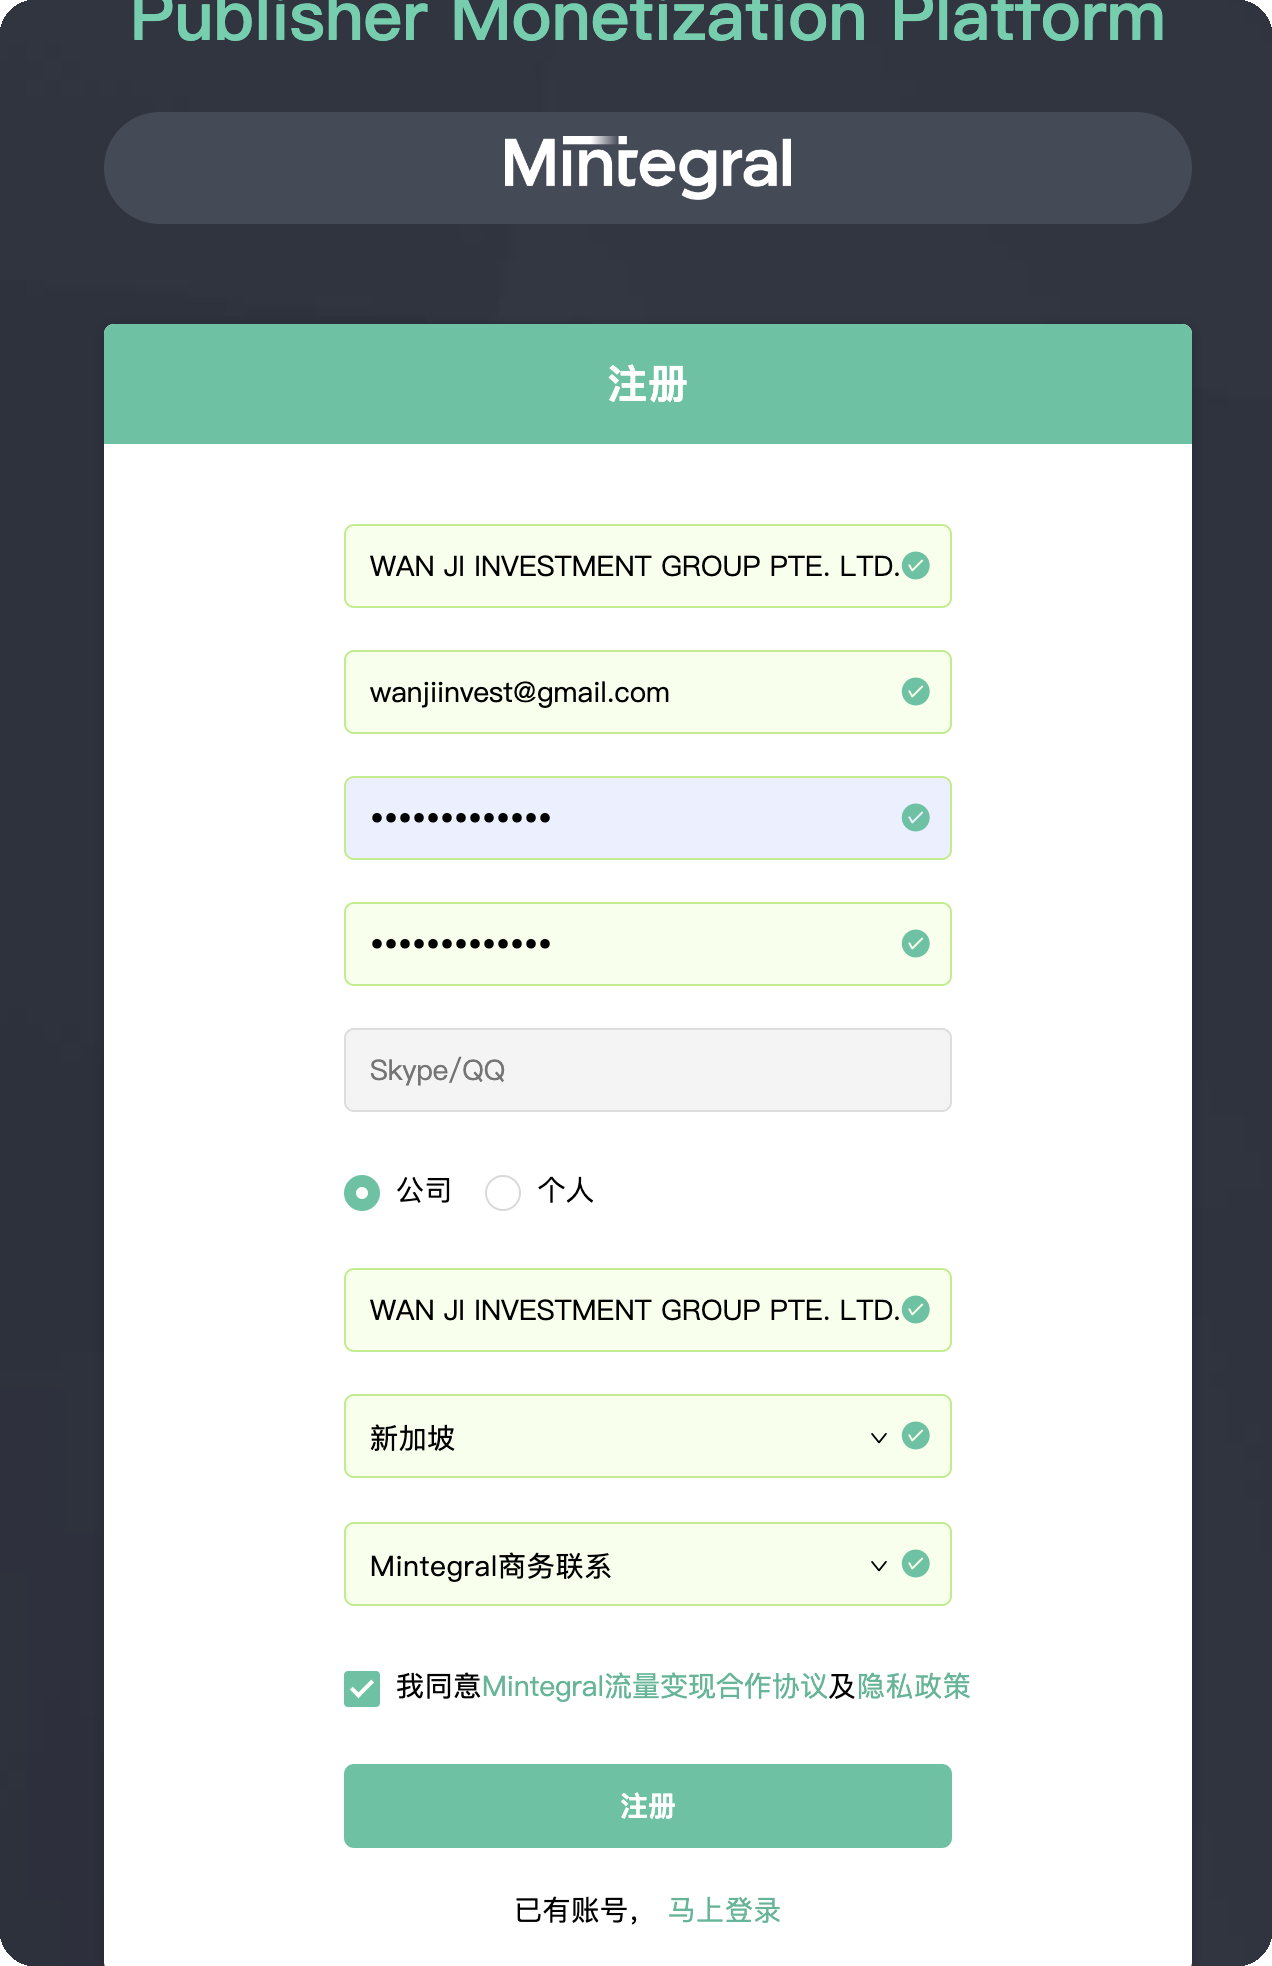 Publisher Monetization Platform
Mintegral
注册
WAN JI INVESTMENT GROUP PTE. LTD.
wanjiinvest@gmail.com
•••••••••••••
•••••••••••••
Skype/QQ
公司 个人
WAN JI INVESTMENT GROUP PTE. LTD.
新加坡
Mintegral商务联系
我同意Mintegral流量变现合作协议及隐私政策
注册
已有账号， 马上登录